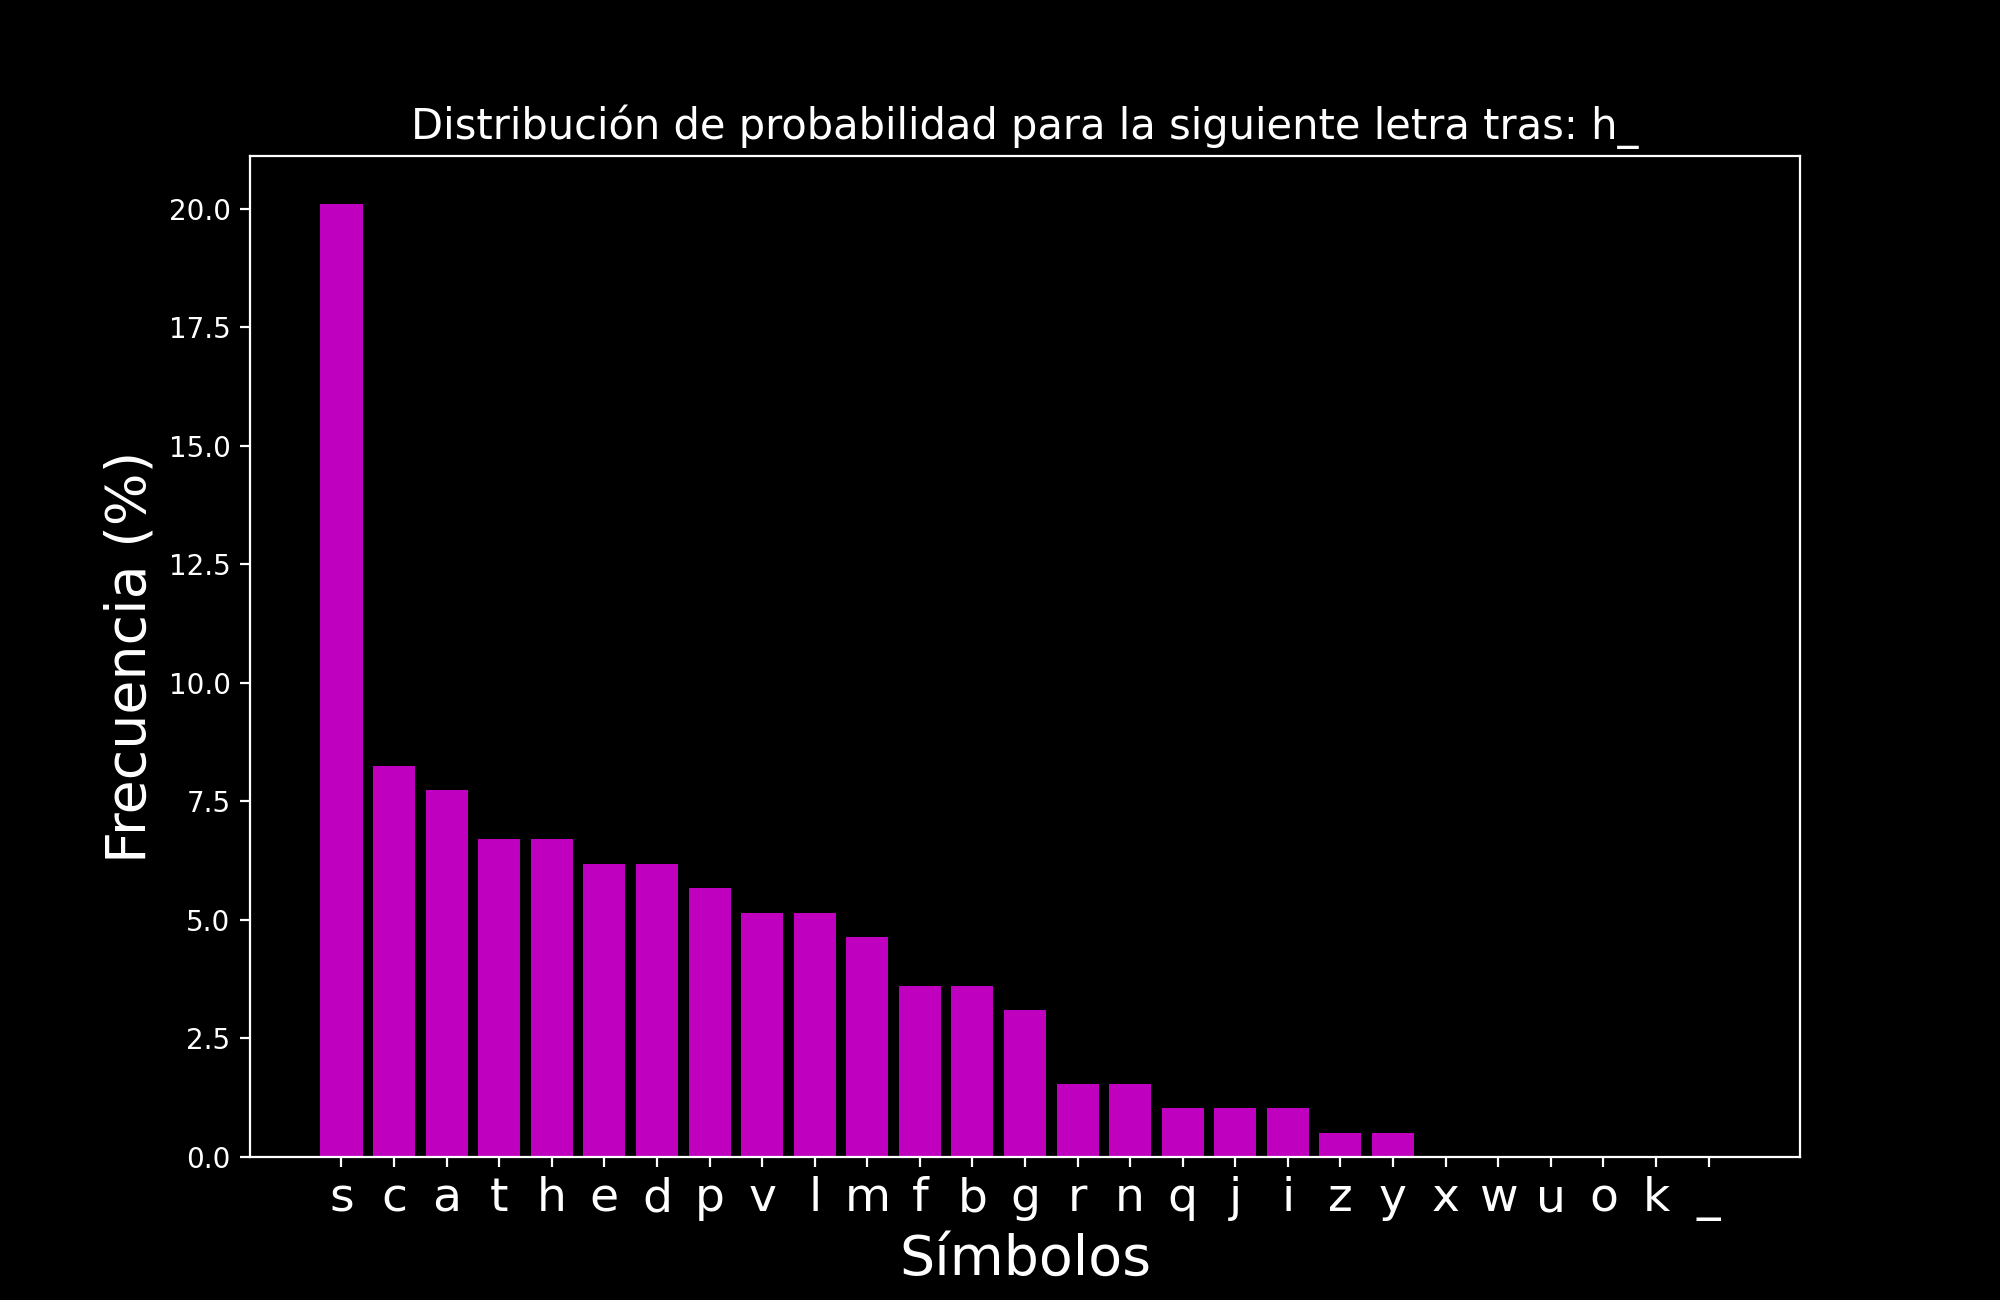 Distribución de probabilidad para la siguiente letra tras: h_
Frecuencia (%)
20.0
17.5
15.0
12.5
10.0
7.5
5.0
2.5
0.0
s c a t h e d p v l m f b g r n q j i z y x w u o k _
Símbolos